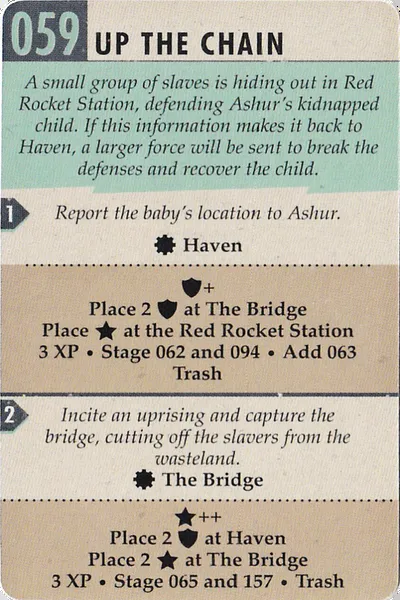 059 UP THE CHAIN
A small group of slaves is hiding out in Red
Rocket Station, defending Ashur's kidnapped
child. If this information makes it back to
Haven, a larger force will be sent to break the
defenses and recover the child.
1
Report the baby's location to Ashur.
Haven
+
Place 2 at The Bridge
Place ★ at the Red Rocket Station
3 XP • Stage 062 and 094 • Add 063
Trash
2
Incite an uprising and capture the
bridge, cutting off the slavers from the
wasteland.
The Bridge
★++
Place 2 at Haven
Place 2 ★ at The Bridge
3 XP • Stage 065 and 157 • Trash